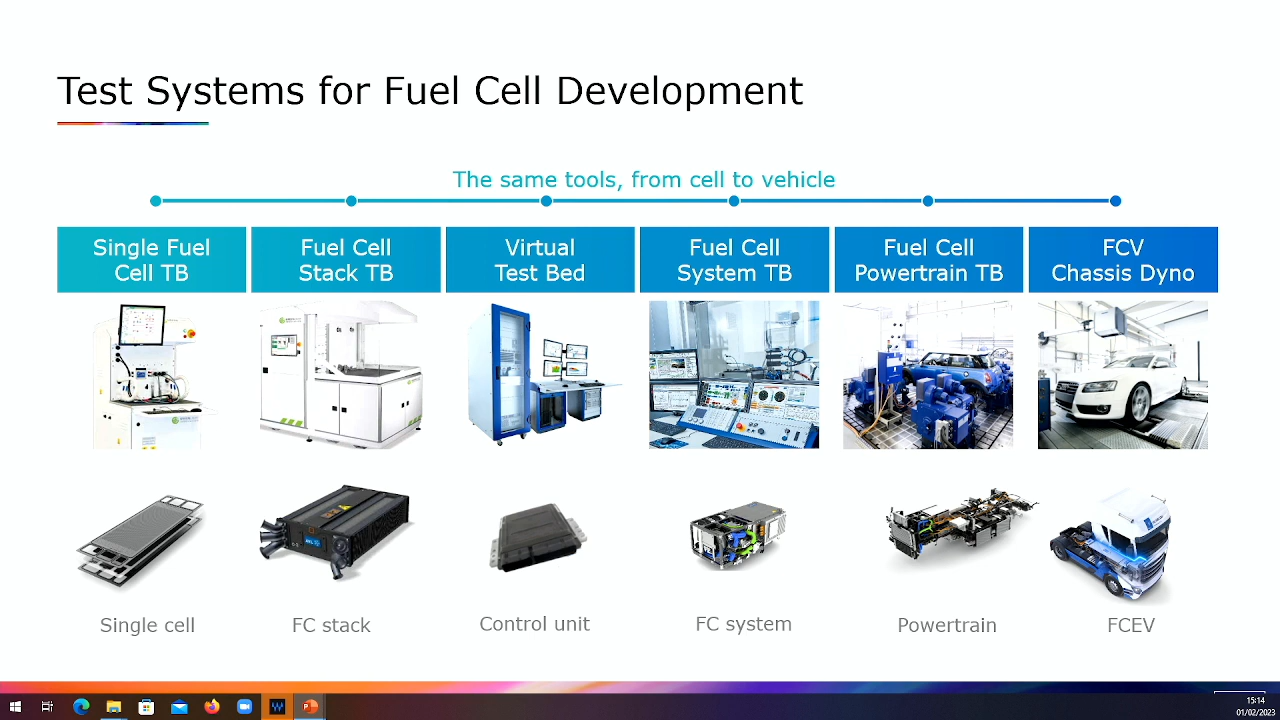 Test Systems for Fuel Cell Development
The same tools, from cell to vehicle
Single Fuel
Cell TB
Fuel Cell
Stack TB
Virtual
Test Bed
Fuel Cell
System TB
Fuel Cell
Powertrain TB
FCV
Chassis Dyno
Single cell
FC stack
Control unit
FC system
Powertrain
FCEV
15:14
01/02/2023